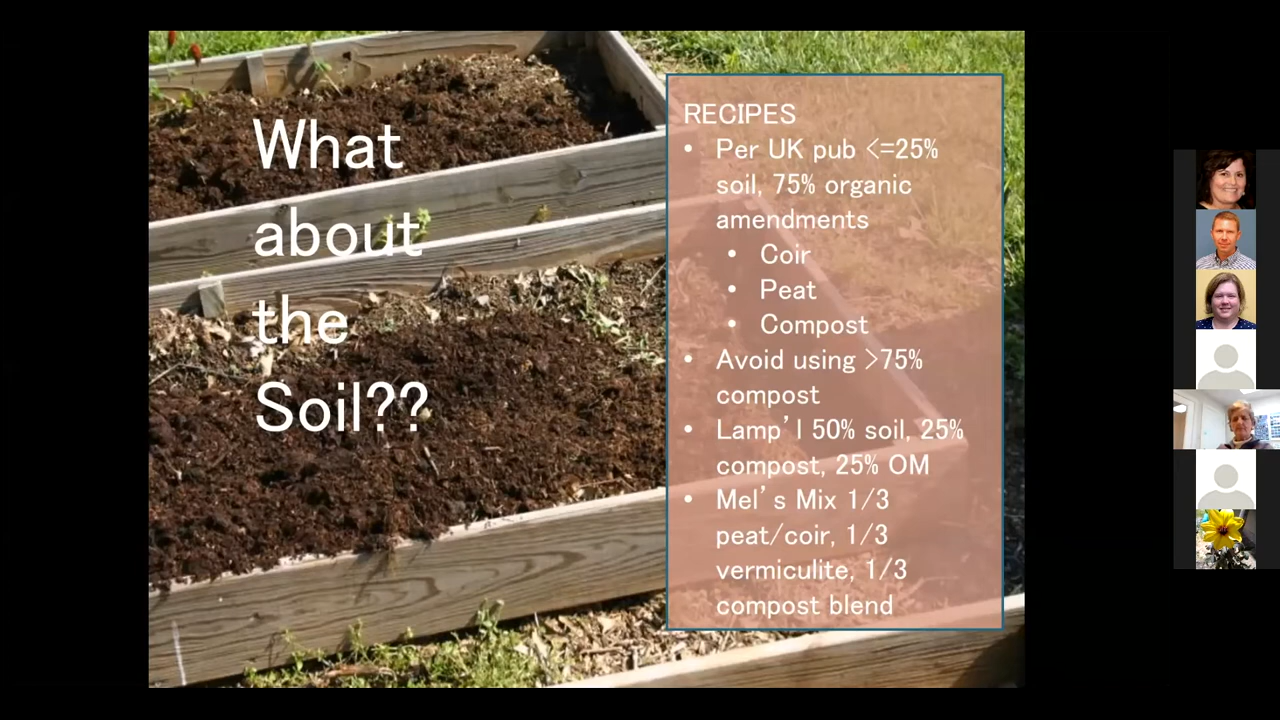 What
about
the
Soil??
RECIPES
• Per UK pub <=25%
soil, 75% organic
amendments
• Coir
• Peat
• Compost
• Avoid using >75%
compost
• Lamp'l 50% soil, 25%
compost, 25% OM
• Mel's Mix 1/3
peat/coir, 1/3
vermiculite, 1/3
compost blend